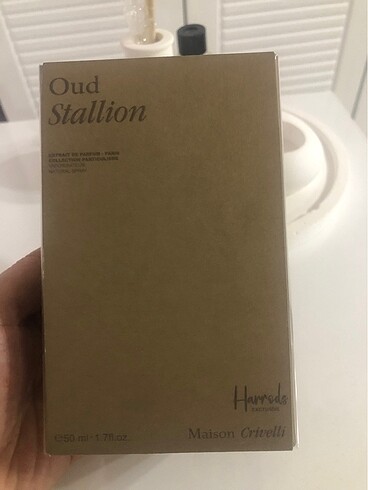 Oud
Stallion
EXTRAIT DE PARFUM - PARIS
COLLECTION PARTICULIÈRE
VAPORISATEUR
NATURAL SPRAY
Harrods
EXCLUSIVE
℮50 ml · 1.7fl.oz.
Maison Crivelli